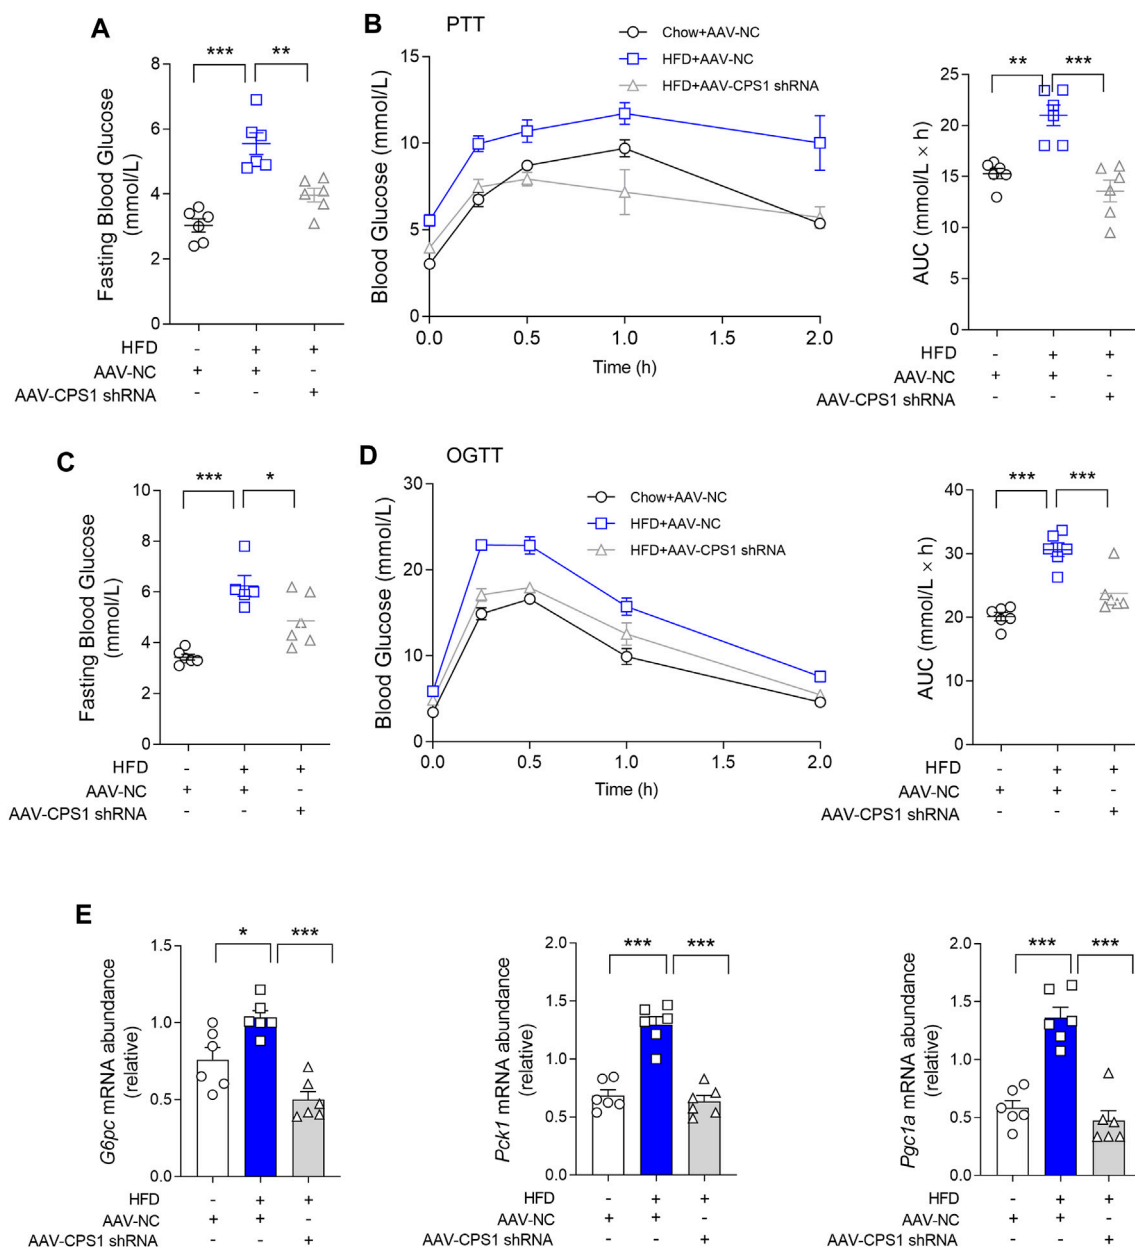 A
Fasting Blood Glucose
(mmol/L)
8
6
4
2
0
*** **
HFD - + +
AAV-NC + + -
AAV-CPS1 shRNA - - +
B
PTT
Chow+AAV-NC
HFD+AAV-NC
HFD+AAV-CPS1 shRNA
Blood Glucose (mmol/L)
15
10
5
0
0.0 0.5 1.0 2.0
Time (h)
AUC (mmol/L × h)
25
20
15
10
5
0
** ***
HFD - + +
AAV-NC + + -
AAV-CPS1 shRNA - - +
C
Fasting Blood Glucose
(mmol/L)
10
8
6
4
2
0
*** *
HFD - + +
AAV-NC + + -
AAV-CPS1 shRNA - - +
D
OGTT
Chow+AAV-NC
HFD+AAV-NC
HFD+AAV-CPS1 shRNA
Blood Glucose (mmol/L)
30
20
10
0
0.0 0.5 1.0 2.0
Time (h)
AUC (mmol/L × h)
40
30
20
10
0
*** ***
HFD - + +
AAV-NC + + -
AAV-CPS1 shRNA - - +
E
G6pc mRNA abundance
(relative)
1.5
1.0
0.5
0.0
* ***
HFD - + +
AAV-NC + + -
AAV-CPS1 shRNA - - +
Pck1 mRNA abundance
(relative)
2.0
1.5
1.0
0.5
0.0
*** ***
HFD - + +
AAV-NC + + -
AAV-CPS1 shRNA - - +
Pgc1a mRNA abundance
(relative)
2.0
1.5
1.0
0.5
0.0
*** ***
HFD - + +
AAV-NC + + -
AAV-CPS1 shRNA - - +